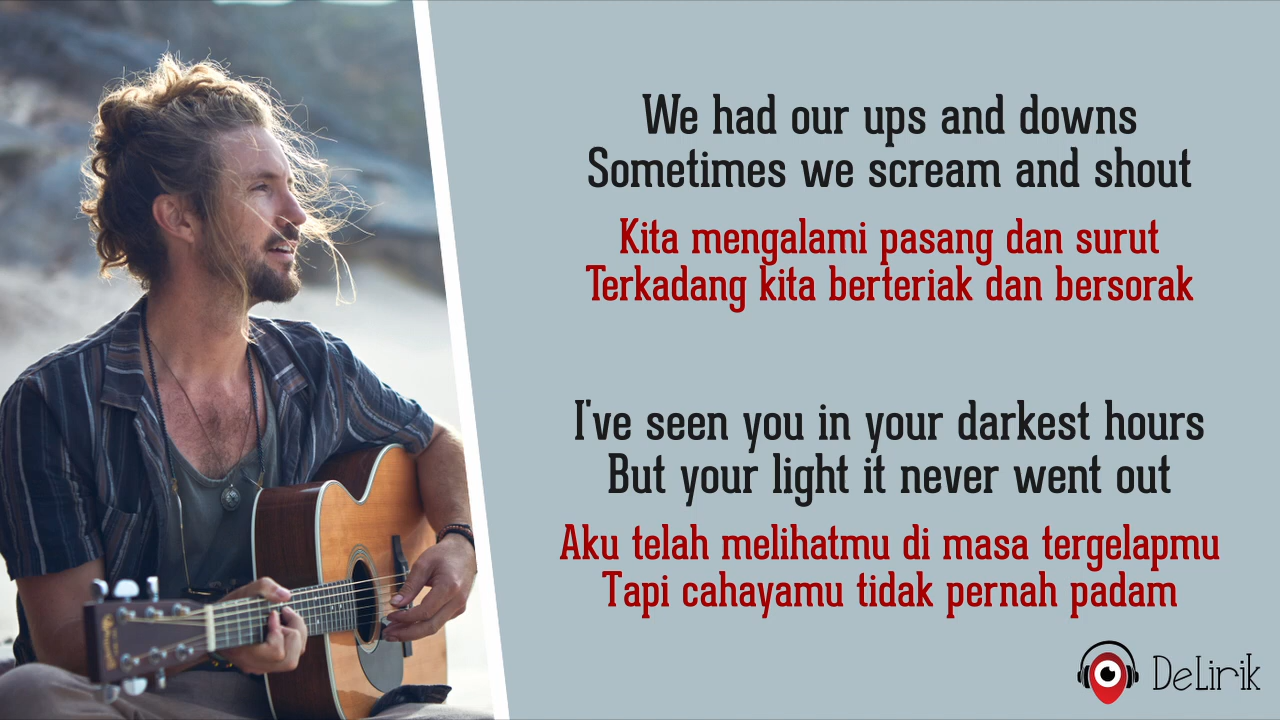 We had our ups and downs
Sometimes we scream and shout
Kita mengalami pasang dan surut
Terkadang kita berteriak dan bersorak
I've seen you in your darkest hours
But your light it never went out
Aku telah melihatmu di masa tergelapmu
Tapi cahayamu tidak pernah padam
DeLirik